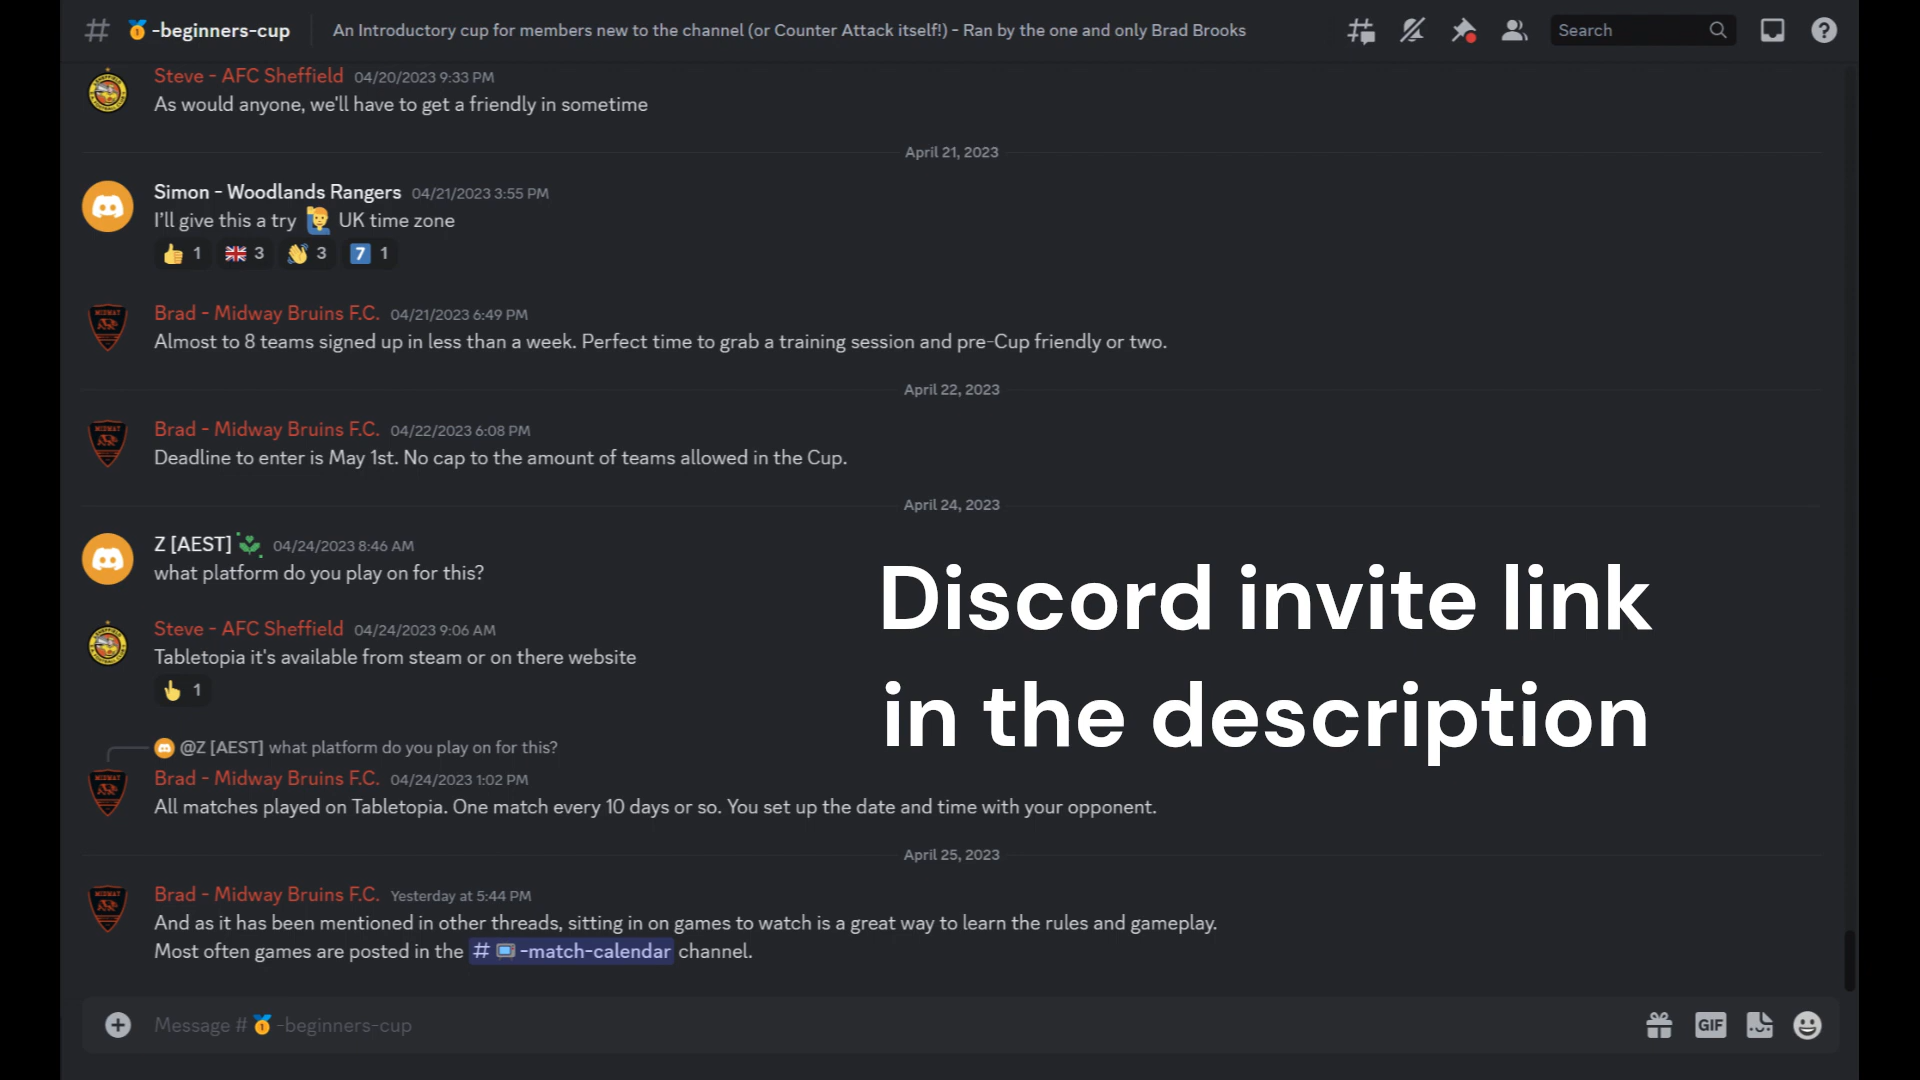 -beginners-cup An Introductory cup for members new to the channel (or Counter Attack itself!) - Ran by the one and only Brad Brooks Search
Steve - AFC Sheffield 04/20/2023 9:33 PM
As would anyone, we'll have to get a friendly in sometime
April 21, 2023
Simon - Woodlands Rangers 04/21/2023 3:55 PM
I'll give this a try 🙋 UK time zone
👍 1 🇬🇧 3 👋 3 7️⃣ 1
Brad - Midway Bruins F.C. 04/21/2023 6:49 PM
Almost to 8 teams signed up in less than a week. Perfect time to grab a training session and pre-Cup friendly or two.
April 22, 2023
Brad - Midway Bruins F.C. 04/22/2023 6:08 PM
Deadline to enter is May 1st. No cap to the amount of teams allowed in the Cup.
April 24, 2023
Z [AEST] 04/24/2023 8:46 AM
what platform do you play on for this?
Steve - AFC Sheffield 04/24/2023 9:06 AM
Tabletopia it's available from steam or on there website
👆 1
@Z [AEST] what platform do you play on for this?
Brad - Midway Bruins F.C. 04/24/2023 1:02 PM
All matches played on Tabletopia. One match every 10 days or so. You set up the date and time with your opponent.
Discord invite link
in the description
April 25, 2023
Brad - Midway Bruins F.C. Yesterday at 5:44 PM
And as it has been mentioned in other threads, sitting in on games to watch is a great way to learn the rules and gameplay.
Most often games are posted in the # 📺 -match-calendar channel.
Message # 🥇 -beginners-cup GIF